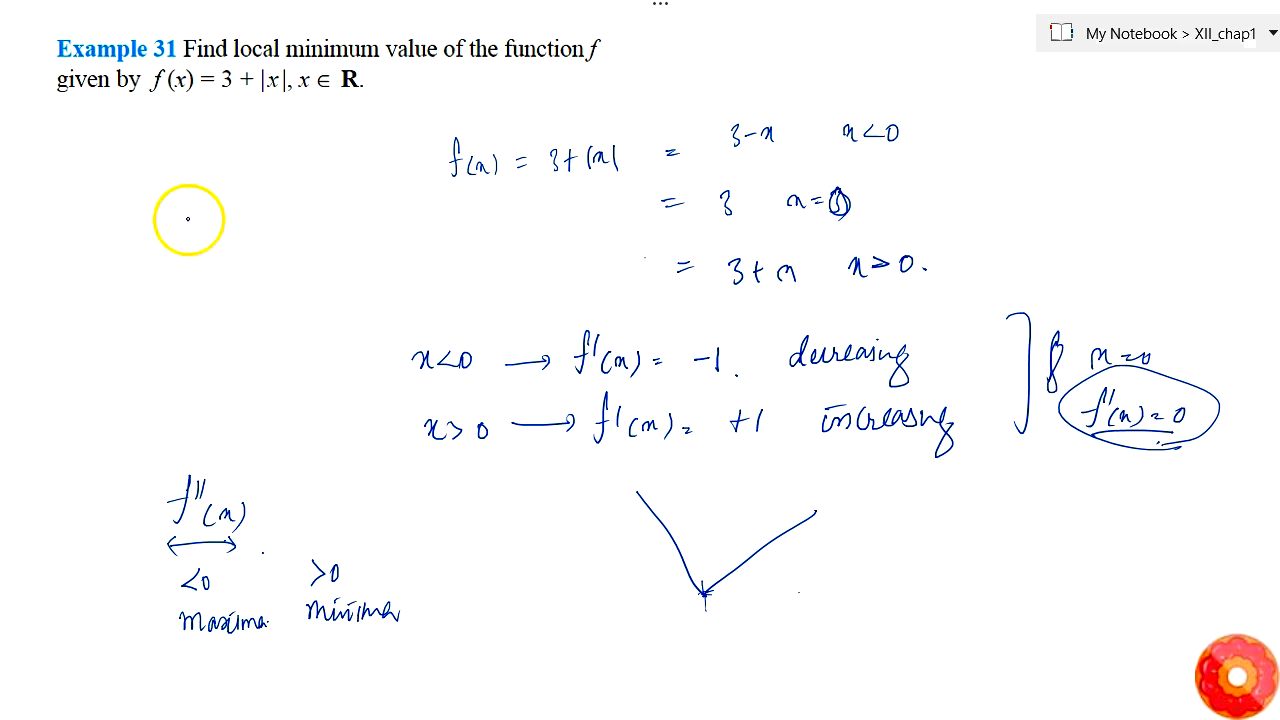 My Notebook > XII_chap1
Example 31 Find local minimum value of the function f
given by f (x) = 3 + |x|, x ∈ R.
f(x) = 3+|x| = 3-x x<0
= 3 x=0
= 3+x x>0.
x<0 → f'(x) = -1. decreasing
x>0 → f'(x) = +1 increasing
x=0
f''(x) = 0
f''(x)
<0 >0
maxima minima